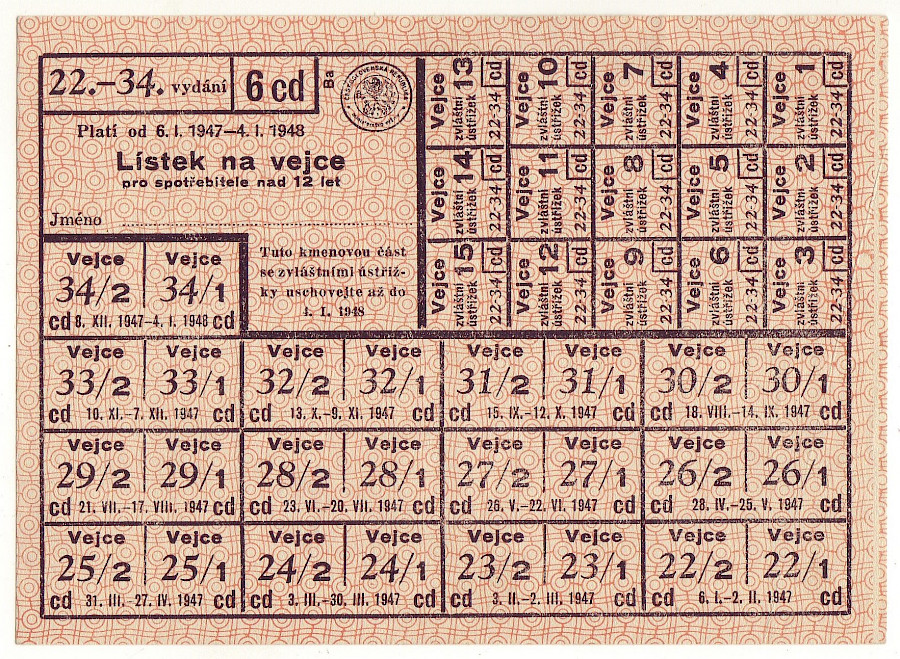 22.–34. vydání
6 cd
Ba
Platí od 6. I. 1947–4. I. 1948
Lístek na vejce
pro spotřebitele nad 12 let
Jméno
Tuto kmenovou část
se zvláštními ústřiž-
ky uschovejte až do
4. I. 1948
Vejce 13 cd
zvláštní
ústřižek 22-34
Vejce 10 cd
zvláštní
ústřižek 22-34
Vejce 7 cd
zvláštní
ústřižek 22-34
Vejce 4 cd
zvláštní
ústřižek 22-34
Vejce 1 cd
zvláštní
ústřižek 22-34
Vejce 14 cd
zvláštní
ústřižek 22-34
Vejce 11 cd
zvláštní
ústřižek 22-34
Vejce 8 cd
zvláštní
ústřižek 22-34
Vejce 5 cd
zvláštní
ústřižek 22-34
Vejce 2 cd
zvláštní
ústřižek 22-34
Vejce 15 cd
zvláštní
ústřižek 22-34
Vejce 12 cd
zvláštní
ústřižek 22-34
Vejce 9 cd
zvláštní
ústřižek 22-34
Vejce 6 cd
zvláštní
ústřižek 22-34
Vejce 3 cd
zvláštní
ústřižek 22-34
Vejce Vejce
34/2 34/1
cd 8. XII. 1947–4. I. 1948 cd
Vejce Vejce Vejce Vejce Vejce Vejce Vejce Vejce
33/2 33/1 32/2 32/1 31/2 31/1 30/2 30/1
cd 10. XI.–7. XII. 1947 cd cd 13. X.–9. XI. 1947 cd cd 15. IX.–12. X. 1947 cd cd 18. VIII.–14. IX. 1947 cd
Vejce Vejce Vejce Vejce Vejce Vejce Vejce Vejce
29/2 29/1 28/2 28/1 27/2 27/1 26/2 26/1
cd 21. VII.–17. VIII. 1947 cd cd 23. VI.–20. VII. 1947 cd cd 26. V.–22. VI. 1947 cd cd 28. IV.–25. V. 1947 cd
Vejce Vejce Vejce Vejce Vejce Vejce Vejce Vejce
25/2 25/1 24/2 24/1 23/2 23/1 22/2 22/1
cd 31. III.–27. IV. 1947 cd cd 3. III.–30. III. 1947 cd cd 3. II.–2. III. 1947 cd cd 6. I.–2. II. 1947 cd